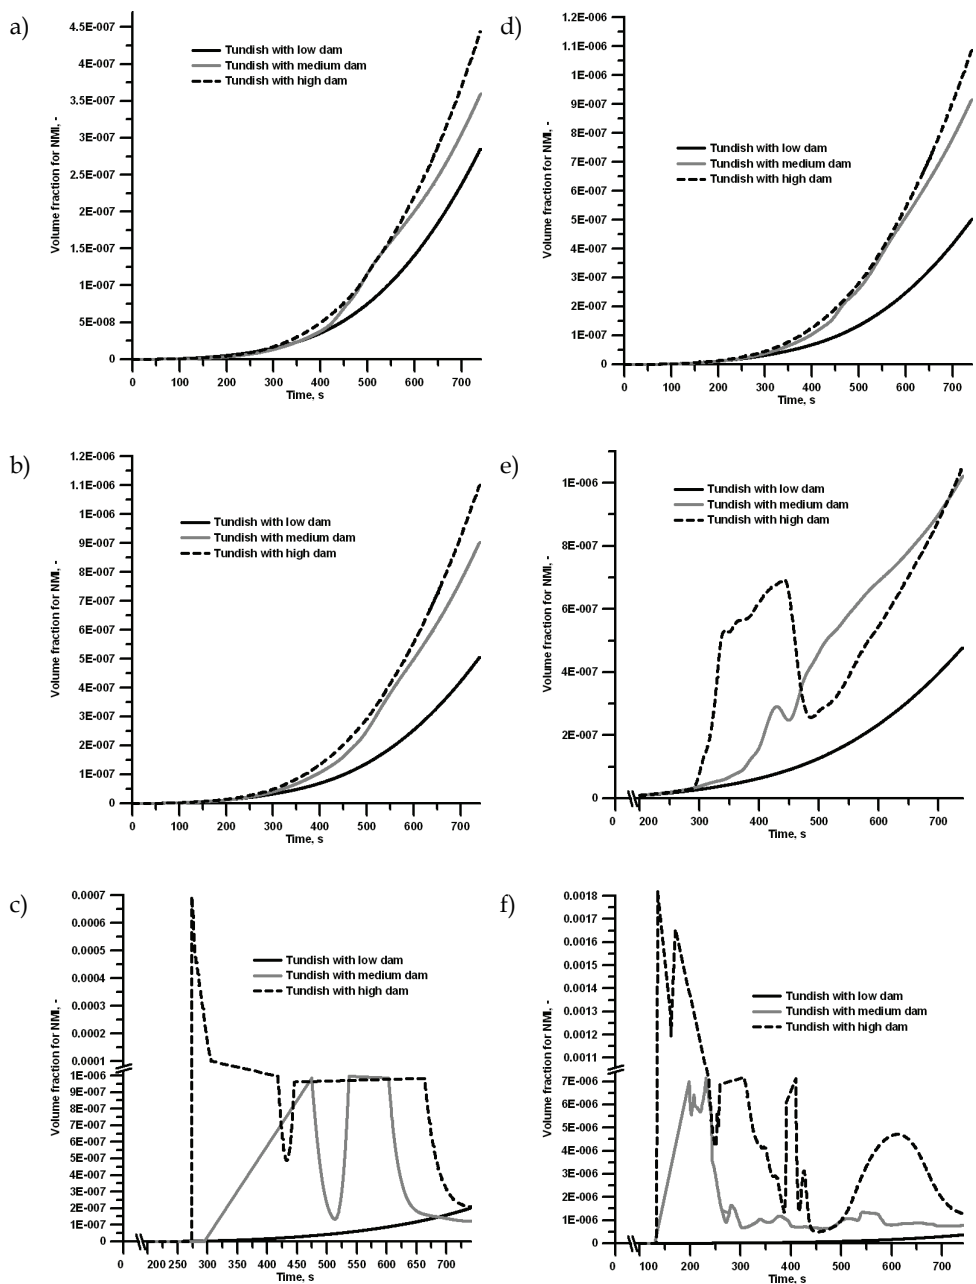 a)
4.5E-007
4E-007
3.5E-007
3E-007
2.5E-007
2E-007
1.5E-007
1E-007
5E-008
0
Volume fraction for NMI, -
Tundish with low dam
Tundish with medium dam
Tundish with high dam
0 100 200 300 400 500 600 700
Time, s
d)
1.2E-006
1.1E-006
1E-006
9E-007
8E-007
7E-007
6E-007
5E-007
4E-007
3E-007
2E-007
1E-007
0
Volume fraction for NMI, -
Tundish with low dam
Tundish with medium dam
Tundish with high dam
0 100 200 300 400 500 600 700
Time, s
b)
1.2E-006
1.1E-006
1E-006
9E-007
8E-007
7E-007
6E-007
5E-007
4E-007
3E-007
2E-007
1E-007
0
Volume fraction for NMI, -
Tundish with low dam
Tundish with medium dam
Tundish with high dam
0 100 200 300 400 500 600 700
Time, s
e)
1E-006
8E-007
6E-007
4E-007
2E-007
0
Volume fraction for NMI, -
Tundish with low dam
Tundish with medium dam
Tundish with high dam
0 200 300 400 500 600 700
Time, s
c)
0.0007
0.0006
0.0005
0.0004
0.0003
0.0002
0.0001
1E-006
9E-007
8E-007
7E-007
6E-007
5E-007
4E-007
3E-007
2E-007
1E-007
0
Volume fraction for NMI, -
Tundish with low dam
Tundish with medium dam
Tundish with high dam
0 200 250 300 400 500 600 700
Time, s
f)
0.0018
0.0017
0.0016
0.0015
0.0014
0.0013
0.0012
0.0011
7E-006
6E-006
5E-006
4E-006
3E-006
2E-006
1E-006
0
Volume fraction for NMI, -
Tundish with low dam
Tundish with medium dam
Tundish with high dam
0 100 200 300 400 500 600 700
Time, s